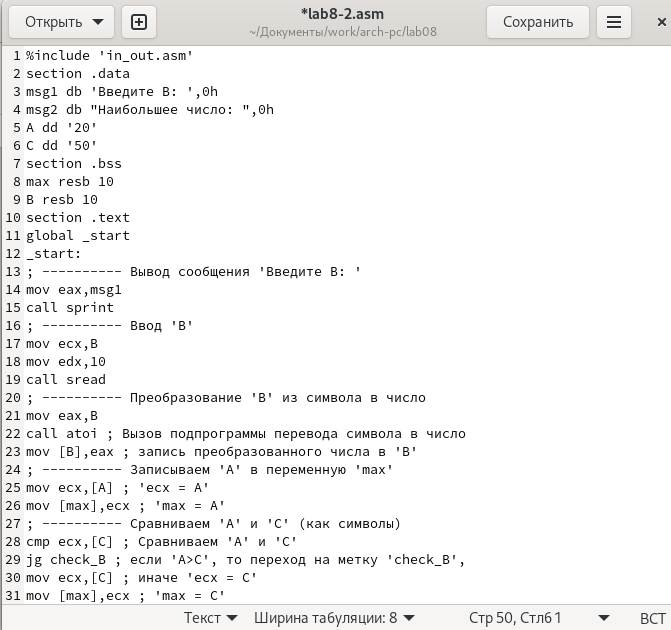 Открыть
*lab8-2.asm
~/Документы/work/arch-pc/lab08
Сохранить
1 %include 'in_out.asm'
2 section .data
3 msg1 db 'Введите B: ',0h
4 msg2 db "Наибольшее число: ",0h
5 A dd '20'
6 C dd '50'
7 section .bss
8 max resb 10
9 B resb 10
10 section .text
11 global _start
12 _start:
13 ; ---------- Вывод сообщения 'Введите B: '
14 mov eax,msg1
15 call sprint
16 ; ---------- Ввод 'B'
17 mov ecx,B
18 mov edx,10
19 call sread
20 ; ---------- Преобразование 'B' из символа в число
21 mov eax,B
22 call atoi ; Вызов подпрограммы перевода символа в число
23 mov [B],eax ; запись преобразованного числа в 'B'
24 ; ---------- Записываем 'A' в переменную 'max'
25 mov ecx,[A] ; 'ecx = A'
26 mov [max],ecx ; 'max = A'
27 ; ---------- Сравниваем 'A' и 'С' (как символы)
28 cmp ecx,[C] ; Сравниваем 'A' и 'С'
29 jg check_B ; если 'A>C', то переход на метку 'check_B',
30 mov ecx,[C] ; иначе 'ecx = C'
31 mov [max],ecx ; 'max = C'
Текст Ширина табуляции: 8 Стр 50, Стлб 1 ВСТ